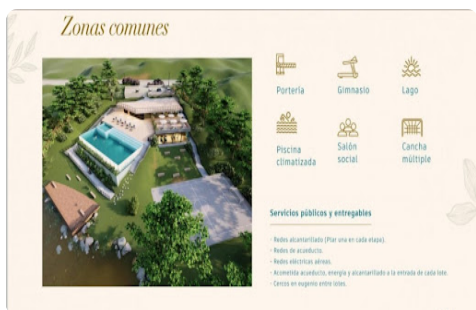 Zonas comunes
Portería
Gimnasio
Lago
Piscina
climatizada
Salón
social
Cancha
múltiple
Servicios públicos y entregables
- Redes alcantarillado (Ptar una en cada etapa).
- Redes de acueducto.
- Redes eléctricas aéreas.
- Acometida acueducto, energía y alcantarillado a la entrada de cada lote.
- Cercos en eugenio entre lotes.